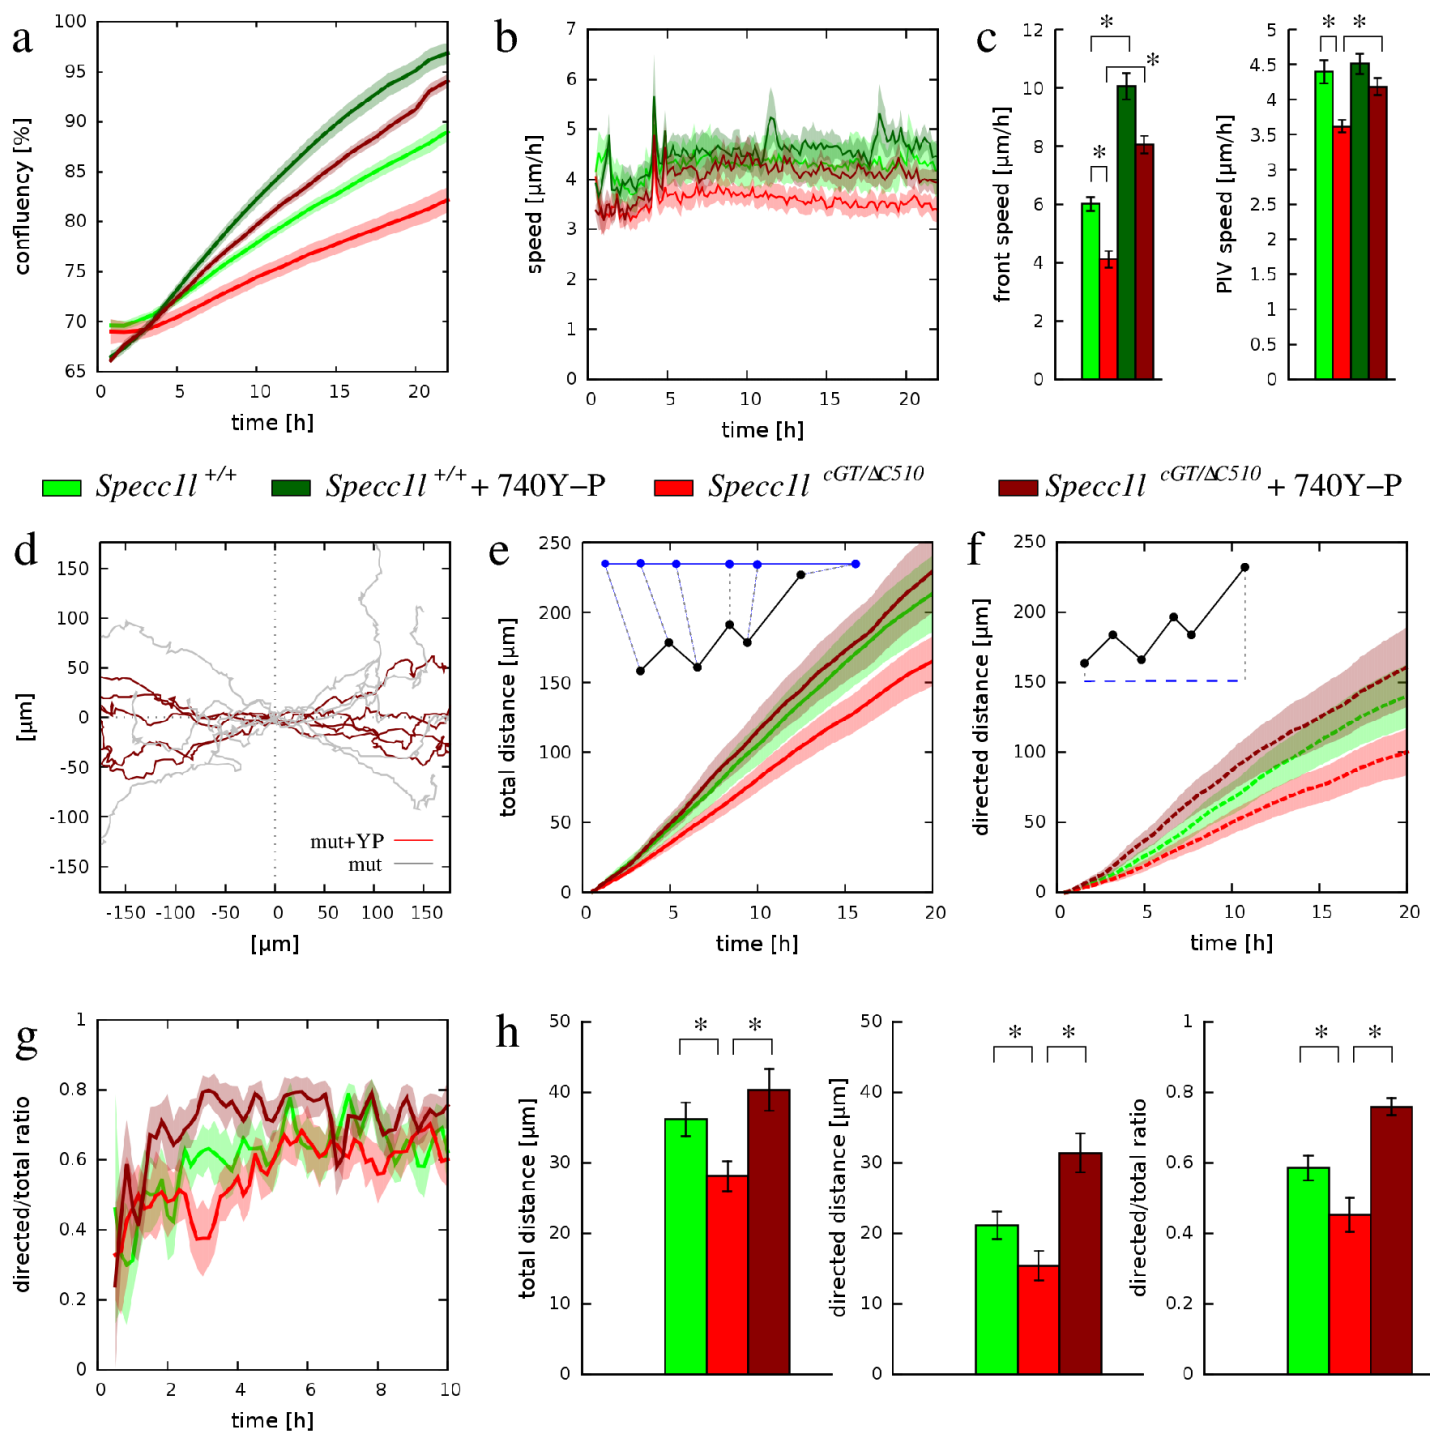 a
100
95
90
85
80
75
70
65
confluency [%]
0 5 10 15 20
time [h]
b
7
6
5
4
3
2
1
0
speed [µm/h]
0 5 10 15 20
time [h]
c
12
10
8
6
4
2
0
front speed [µm/h]
* * *
5
4.5
4
3.5
3
2.5
2
1.5
1
0.5
0
PIV speed [µm/h]
* *
Specc1l +/+ Specc1l +/+ + 740Y−P Specc1l cGT/ΔC510 Specc1l cGT/ΔC510 + 740Y−P
d
150
100
50
0
-50
-100
-150
[µm]
mut+YP
mut
-150 -100 -50 0 50 100 150
[µm]
e
250
200
150
100
50
0
total distance [µm]
0 5 10 15 20
time [h]
f
250
200
150
100
50
0
directed distance [µm]
0 5 10 15 20
time [h]
g
1
0.8
0.6
0.4
0.2
0
directed/total ratio
0 2 4 6 8 10
time [h]
h
50
40
30
20
10
0
total distance [µm]
* *
50
40
30
20
10
0
directed distance [µm]
* *
1
0.8
0.6
0.4
0.2
0
directed/total ratio
* *